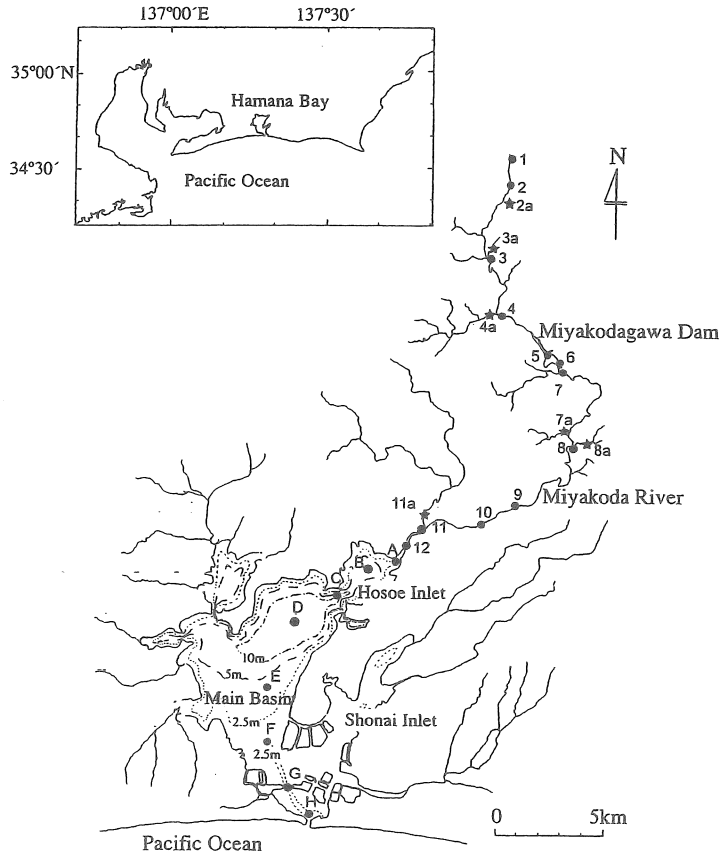 137°00´E
137°30´
35°00´N
Hamana Bay
34°30´
Pacific Ocean
N
1
2
2a
3a
3
4
4a
Miyakodagawa Dam
5
6
7
7a
8
8a
Miyakoda River
9
10
11a
11
12
A
B
C
Hosoe Inlet
D
10m
5m
E
Main Basin
2.5m
Shonai Inlet
F
2.5m
G
H
0
5km
Pacific Ocean